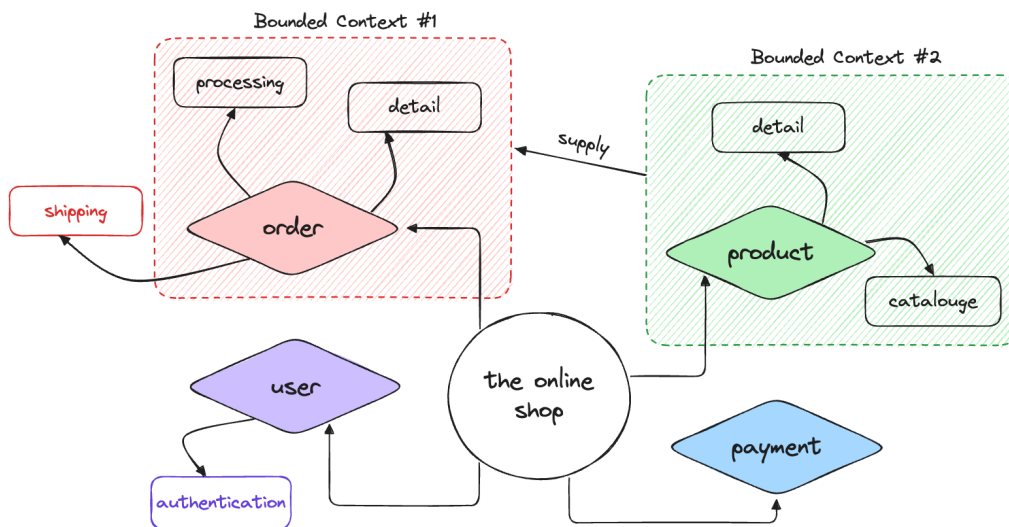 Bounded Context #1
Bounded Context #2
processing
detail
detail
supply
shipping
order
product
catalouge
user
the online
shop
payment
authentication